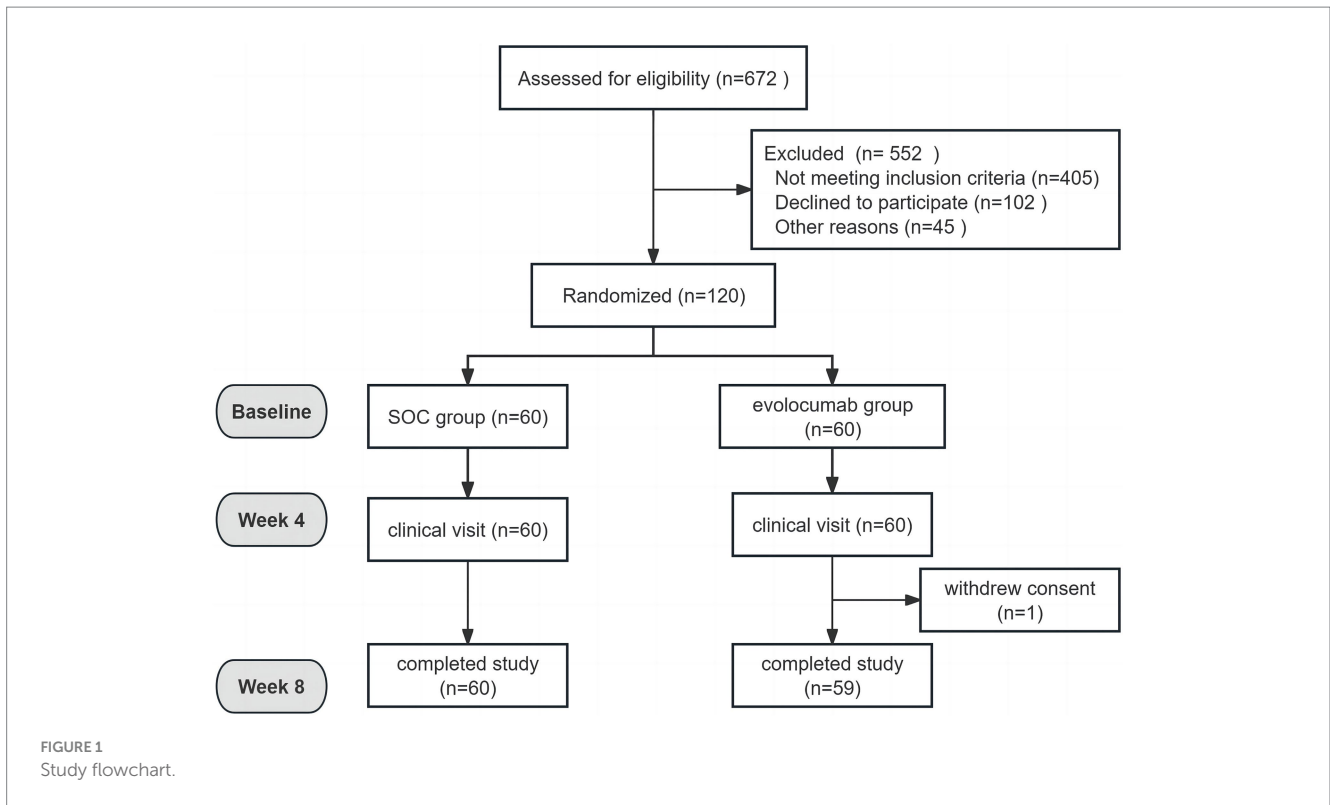 Assessed for eligibility (n=672 )
Excluded  (n= 552  )
Not meeting inclusion criteria (n=405)
Declined to participate (n=102 )
Other reasons (n=45 )
Randomized (n=120)
Baseline
SOC group (n=60)
evolocumab group
(n=60)
Week 4
clinical visit (n=60)
clinical visit (n=60)
withdrew consent
(n=1)
Week 8
completed study
(n=60)
completed study
(n=59)
FIGURE 1
Study flowchart.